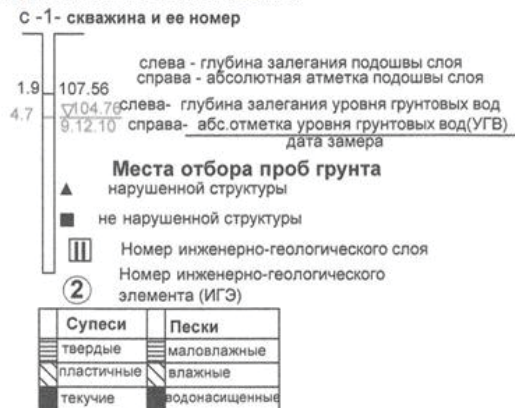 с -1- скважина и ее номер
слева - глубина залегания подошвы слоя
справа - абсолютная атметка подошвы слоя
1.9 107.56
слева- глубина залегания уровня грунтовых вод
4.7 104.76
9.12.10
справа- абс.отметка уровня грунтовых вод(УГВ)
дата замера
Места отбора проб грунта
нарушенной структуры
не нарушенной структуры
II Номер инженерно-геологического слоя
2 Номер инженерно-геологического
элемента (ИГЭ)
Супеси Пески
твердые маловлажные
пластичные влажные
текучие водонасищенные